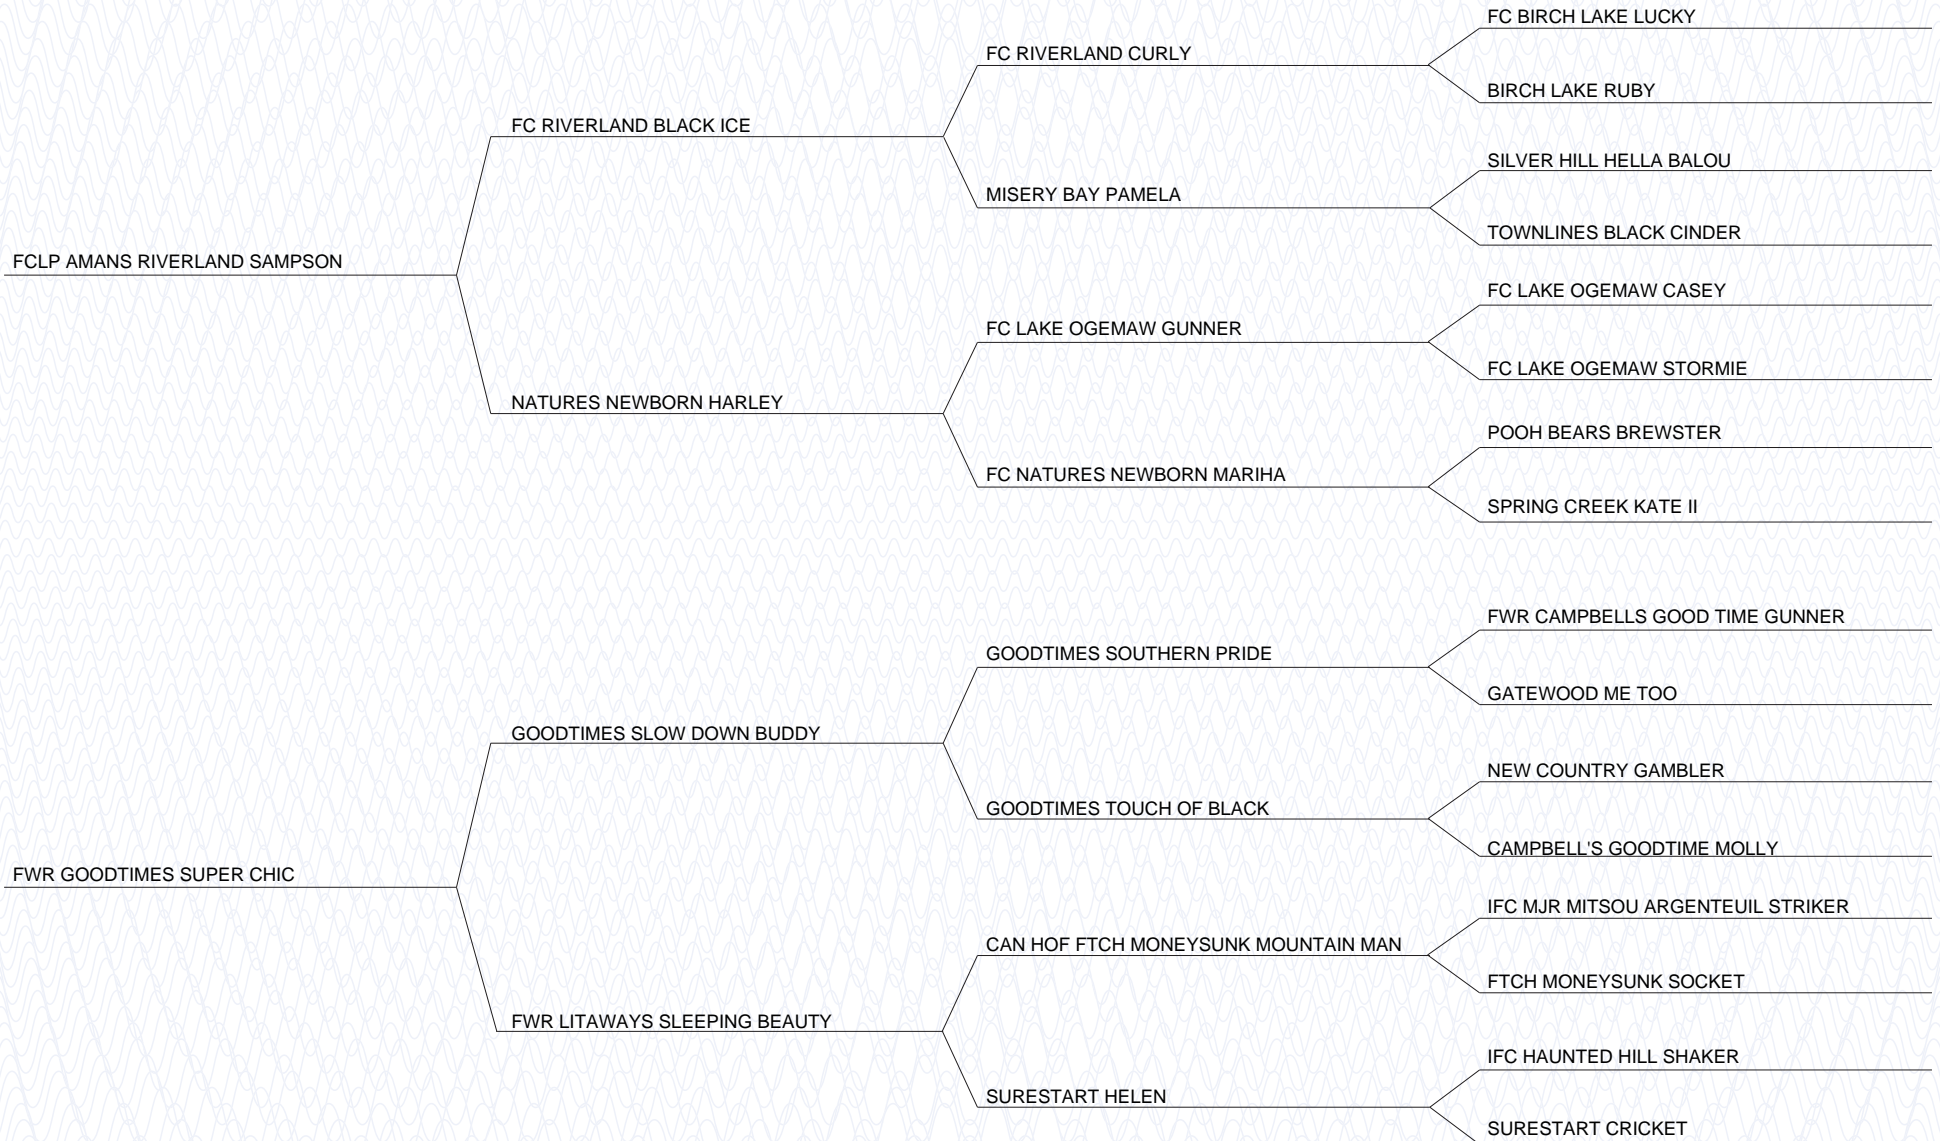 FC BIRCH LAKE LUCKY
FC RIVERLAND CURLY
BIRCH LAKE RUBY
FC RIVERLAND BLACK ICE
SILVER HILL HELLA BALOU
MISERY BAY PAMELA
TOWNLINES BLACK CINDER
FCLP AMANS RIVERLAND SAMPSON
FC LAKE OGEMAW CASEY
FC LAKE OGEMAW GUNNER
FC LAKE OGEMAW STORMIE
NATURES NEWBORN HARLEY
POOH BEARS BREWSTER
FC NATURES NEWBORN MARIHA
SPRING CREEK KATE II
FWR CAMPBELLS GOOD TIME GUNNER
GOODTIMES SOUTHERN PRIDE
GATEWOOD ME TOO
GOODTIMES SLOW DOWN BUDDY
NEW COUNTRY GAMBLER
GOODTIMES TOUCH OF BLACK
CAMPBELL'S GOODTIME MOLLY
FWR GOODTIMES SUPER CHIC
IFC MJR MITSOU ARGENTEUIL STRIKER
CAN HOF FTCH MONEYSUNK MOUNTAIN MAN
FTCH MONEYSUNK SOCKET
FWR LITAWAYS SLEEPING BEAUTY
IFC HAUNTED HILL SHAKER
SURESTART HELEN
SURESTART CRICKET